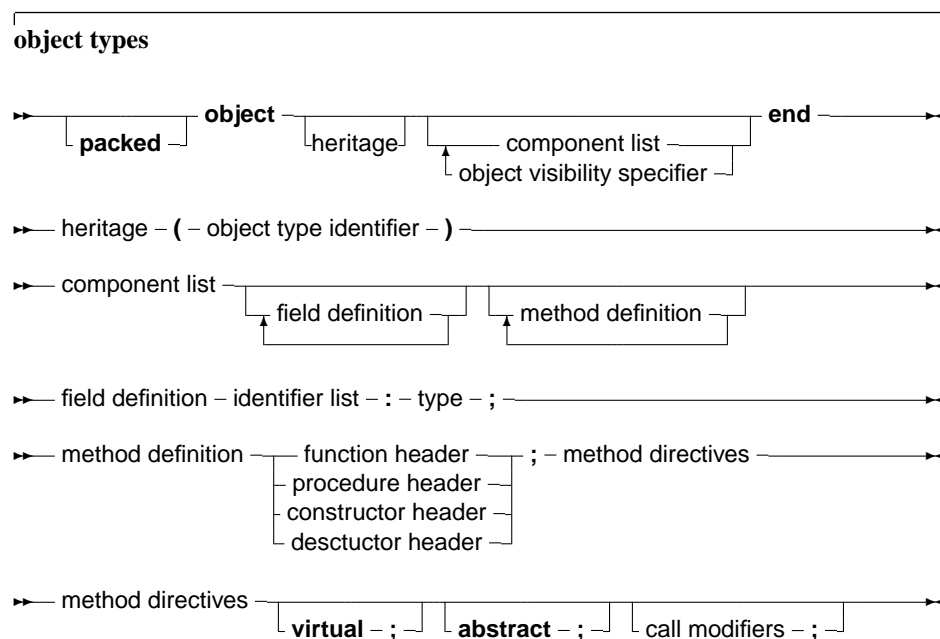 object types
object end
packed heritage component list
object visibility specifier
heritage ( object type identifier )
component list
field definition method definition
field definition identifier list : type ;
method definition function header ; method directives
procedure header
constructor header
desctuctor header
method directives
virtual ; abstract ; call modifiers ;